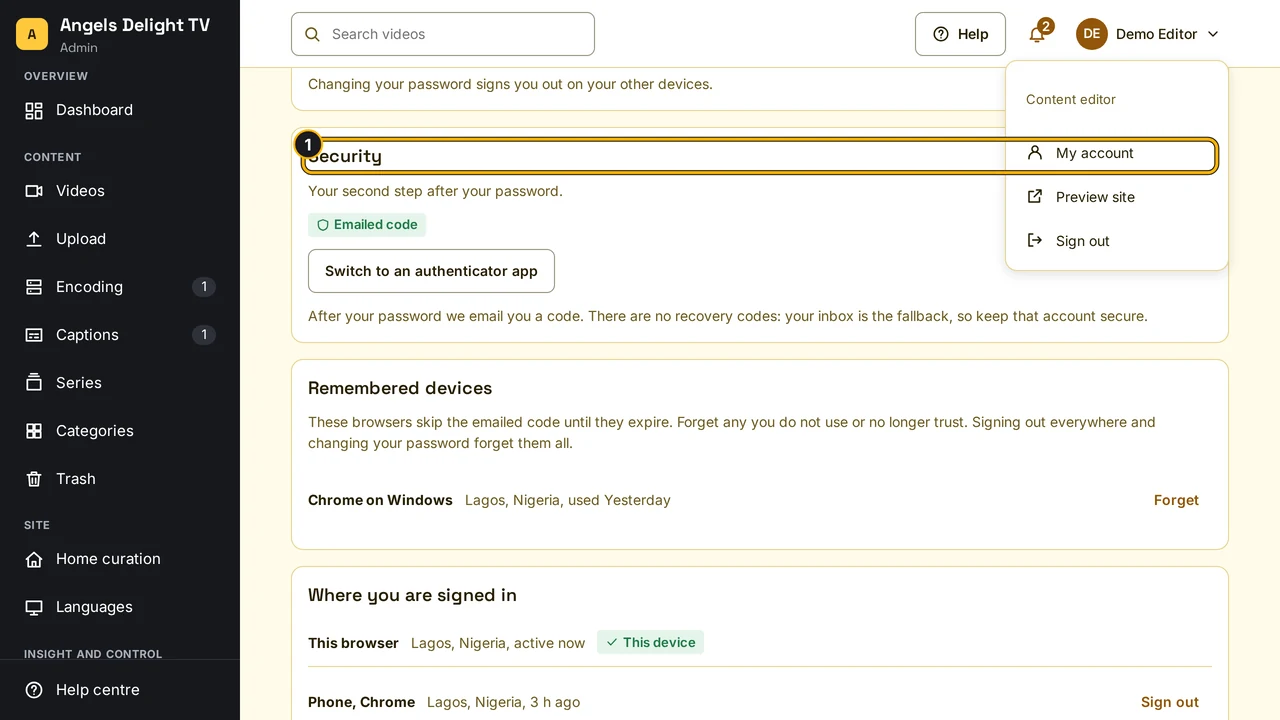 A
Angels Delight TV
Admin
OVERVIEW
Dashboard
CONTENT
Videos
Upload
Encoding 1
Captions 1
Series
Categories
Trash
SITE
Home curation
Languages
INSIGHT AND CONTROL
Help centre
Search videos
Help
2
DE
Demo Editor
Content editor
My account
Preview site
Sign out
Changing your password signs you out on your other devices.
1
Security
Your second step after your password.
Emailed code
Switch to an authenticator app
After your password we email you a code. There are no recovery codes: your inbox is the fallback, so keep that account secure.
Remembered devices
These browsers skip the emailed code until they expire. Forget any you do not use or no longer trust. Signing out everywhere and
changing your password forget them all.
Chrome on Windows Lagos, Nigeria, used Yesterday Forget
Where you are signed in
This browser Lagos, Nigeria, active now This device
Phone, Chrome Lagos, Nigeria, 3 h ago Sign out